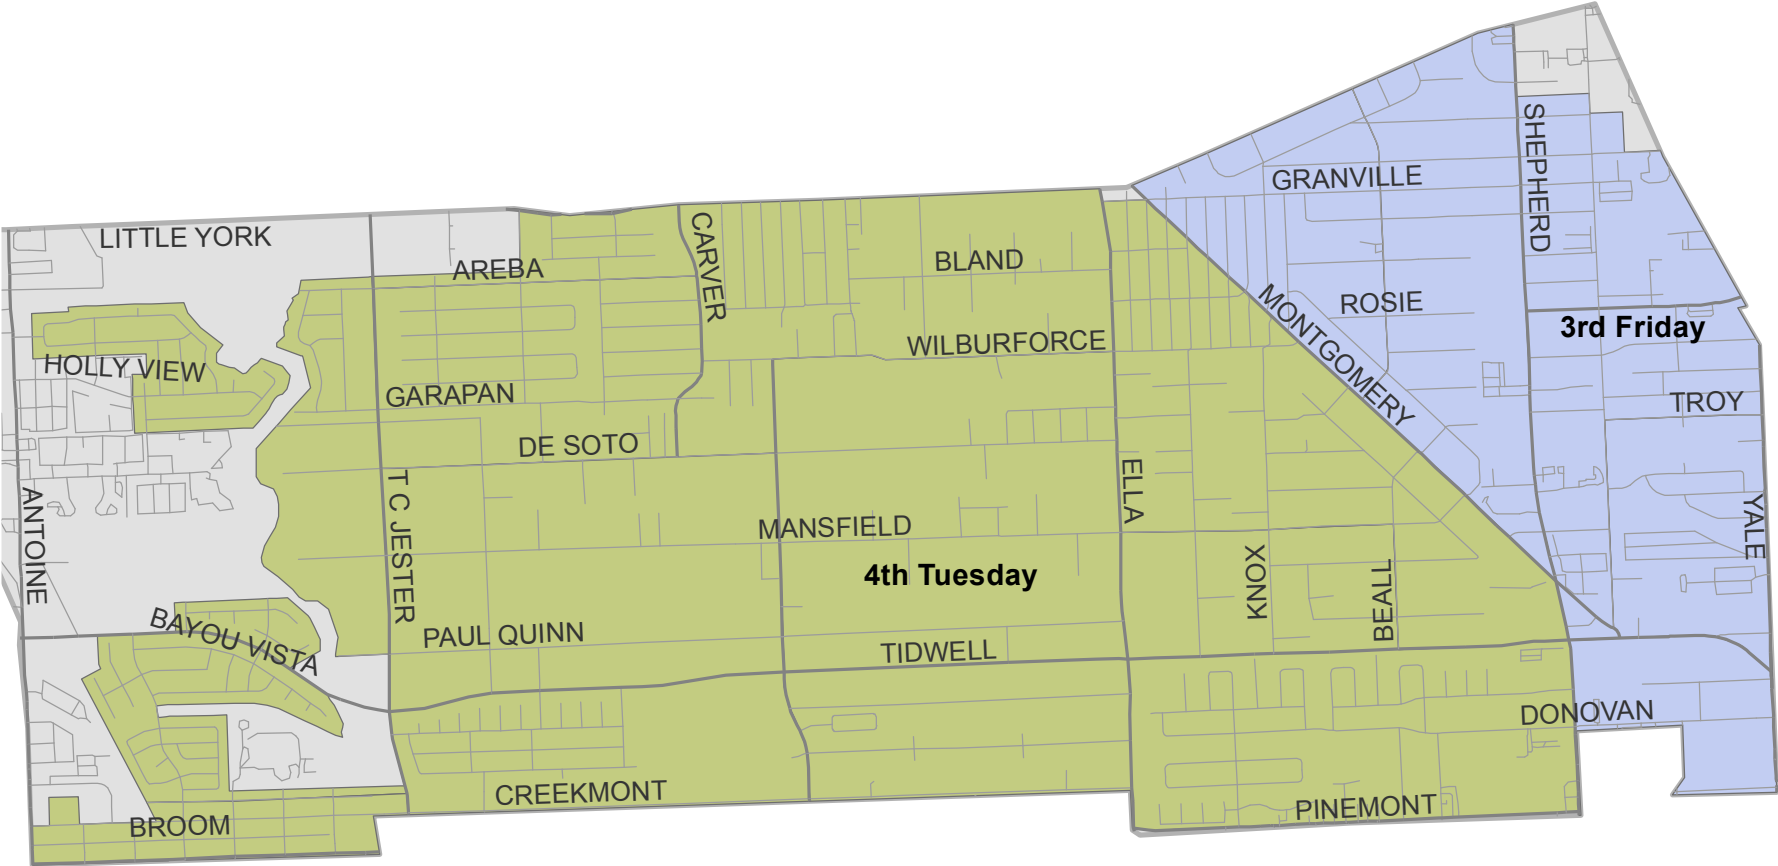 SHEPHERD
GRANVILLE
LITTLE YORK
CARVER
AREBA
BLAND
MONTGOMERY
ROSIE
3rd Friday
WILBURFORCE
HOLLY VIEW
GARAPAN
TROY
DE SOTO
ELLA
T C JESTER
ANTOINE
YALE
MANSFIELD
4th Tuesday
KNOX
BEALL
BAYOU VISTA
PAUL QUINN
TIDWELL
DONOVAN
CREEKMONT
PINEMONT
BROOM